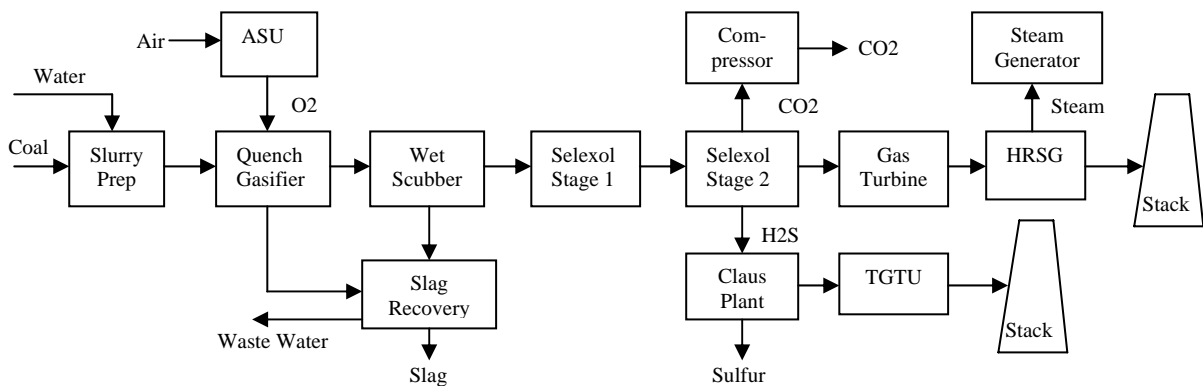 Air
ASU
Com-
pressor
CO2
Steam
Generator
Water
O2
CO2
Steam
Coal
Slurry
Prep
Quench
Gasifier
Wet
Scubber
Selexol
Stage 1
Selexol
Stage 2
Gas
Turbine
HRSG
Stack
H2S
Slag
Recovery
Claus
Plant
TGTU
Stack
Waste Water
Slag
Sulfur